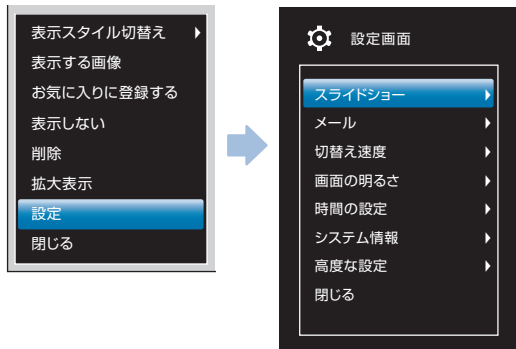 表示スタイル切替え
表示する画像
お気に入りに登録する
表示しない
削除
拡大表示
設定
閉じる
設定画面
スライドショー
メール
切替え速度
画面の明るさ
時間の設定
システム情報
高度な設定
閉じる